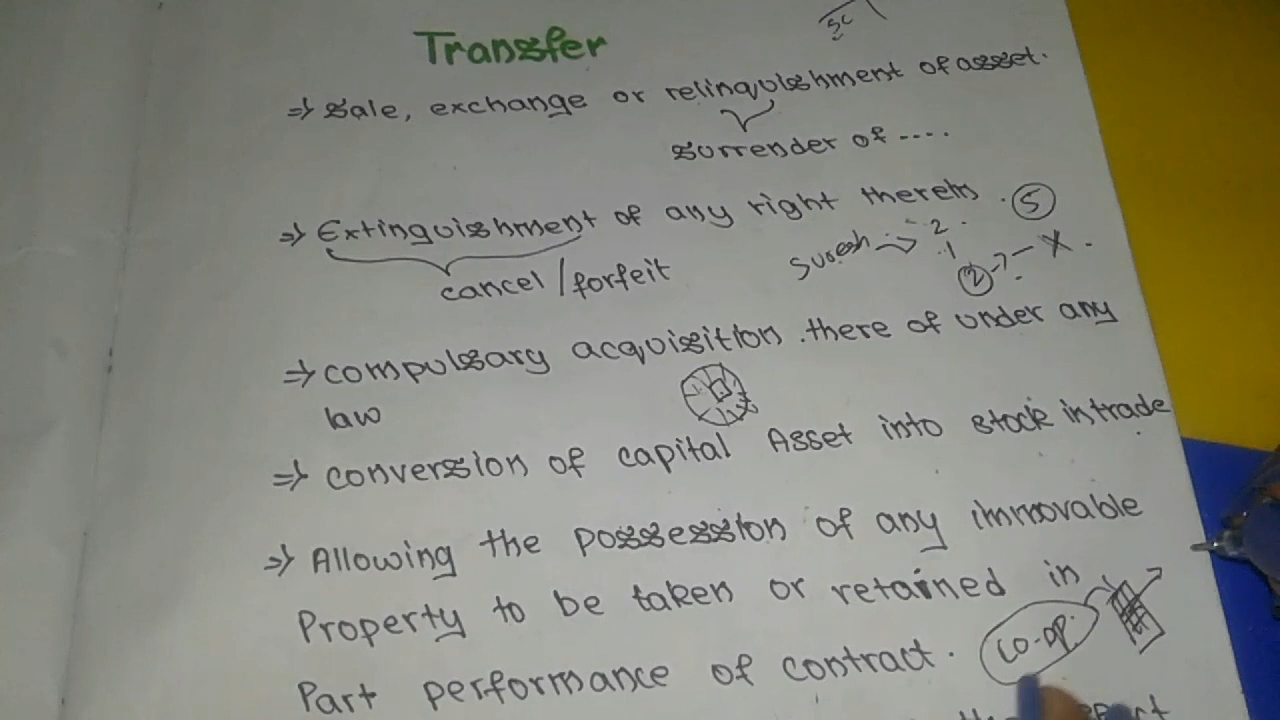 Transfer
⇒ Sale, exchange or relinquishment of asset.
surrender of ....
⇒ Extinguishment of any right therein. 5
cancel/forfeit
suresh ⇒ 2
1
2 → - X.
⇒ compulsary acquisition. there of under any
law
⇒ conversion of capital Asset into stock in trade
⇒ Allowing the possession of any immovable
Property to be taken or retained in
Part performance of contract. co-op.